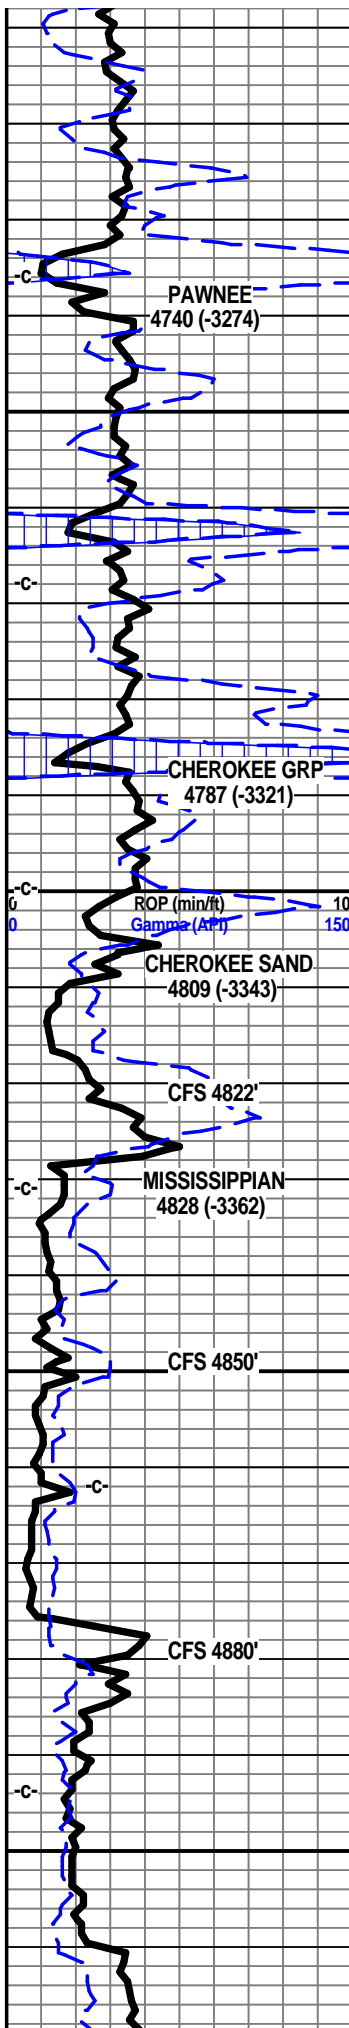 -c-
PAWNEE
4740 (-3274)
-c-
CHEROKEE GRP
4787 (-3321)
-c-
0 ROP (min/ft) 10
0 Gamma (API) 150
CHEROKEE SAND
4809 (-3343)
CFS 4822'
MISSISSIPPIAN
-c-
4828 (-3362)
CFS 4850'
-c-
CFS 4880'
-c-